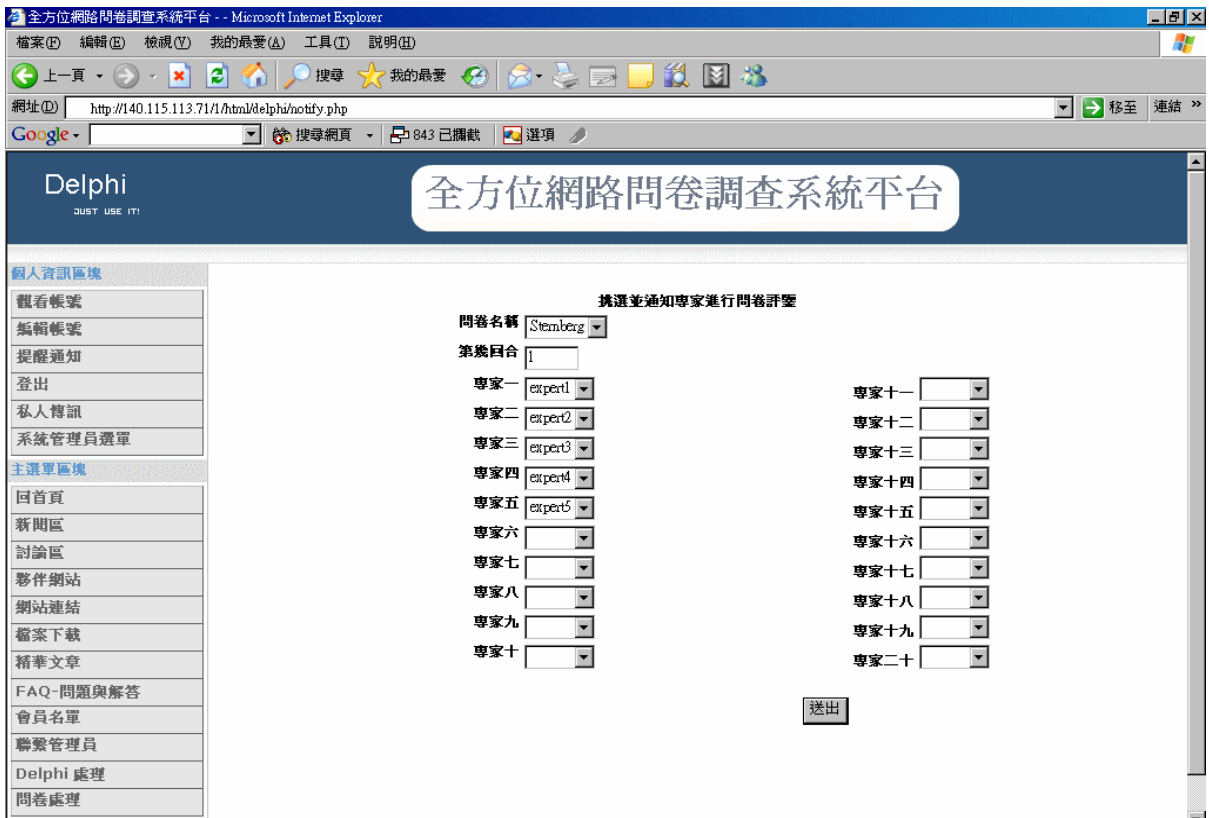 全方位網路問卷調查系統平台 - - Microsoft Internet Explorer
檔案(F) 編輯(E) 檢視(V) 我的最愛(A) 工具(T) 說明(H)
上一頁 搜尋 我的最愛
網址(D) http://140.115.113.71/1/html/delphi/notify.php 移至 連結 »
Google 搜尋網頁 843 已攔截 選項
Delphi
JUST USE IT!
全方位網路問卷調查系統平台
個人資訊區塊
觀看帳號
編輯帳號
提醒通知
登出
私人傳訊
系統管理員選單
主選單區塊
回首頁
新聞區
討論區
夥伴網站
網站連結
檔案下載
精華文章
FAQ-問題與解答
會員名單
聯繫管理員
Delphi 處理
問卷處理
挑選並通知專家進行問卷評鑒
問卷名稱 Sternberg
第幾回合 1
專家一 expert1
專家二 expert2
專家三 expert3
專家四 expert4
專家五 expert5
專家六
專家七
專家八
專家九
專家十
專家十一
專家十二
專家十三
專家十四
專家十五
專家十六
專家十七
專家十八
專家十九
專家二十
送出